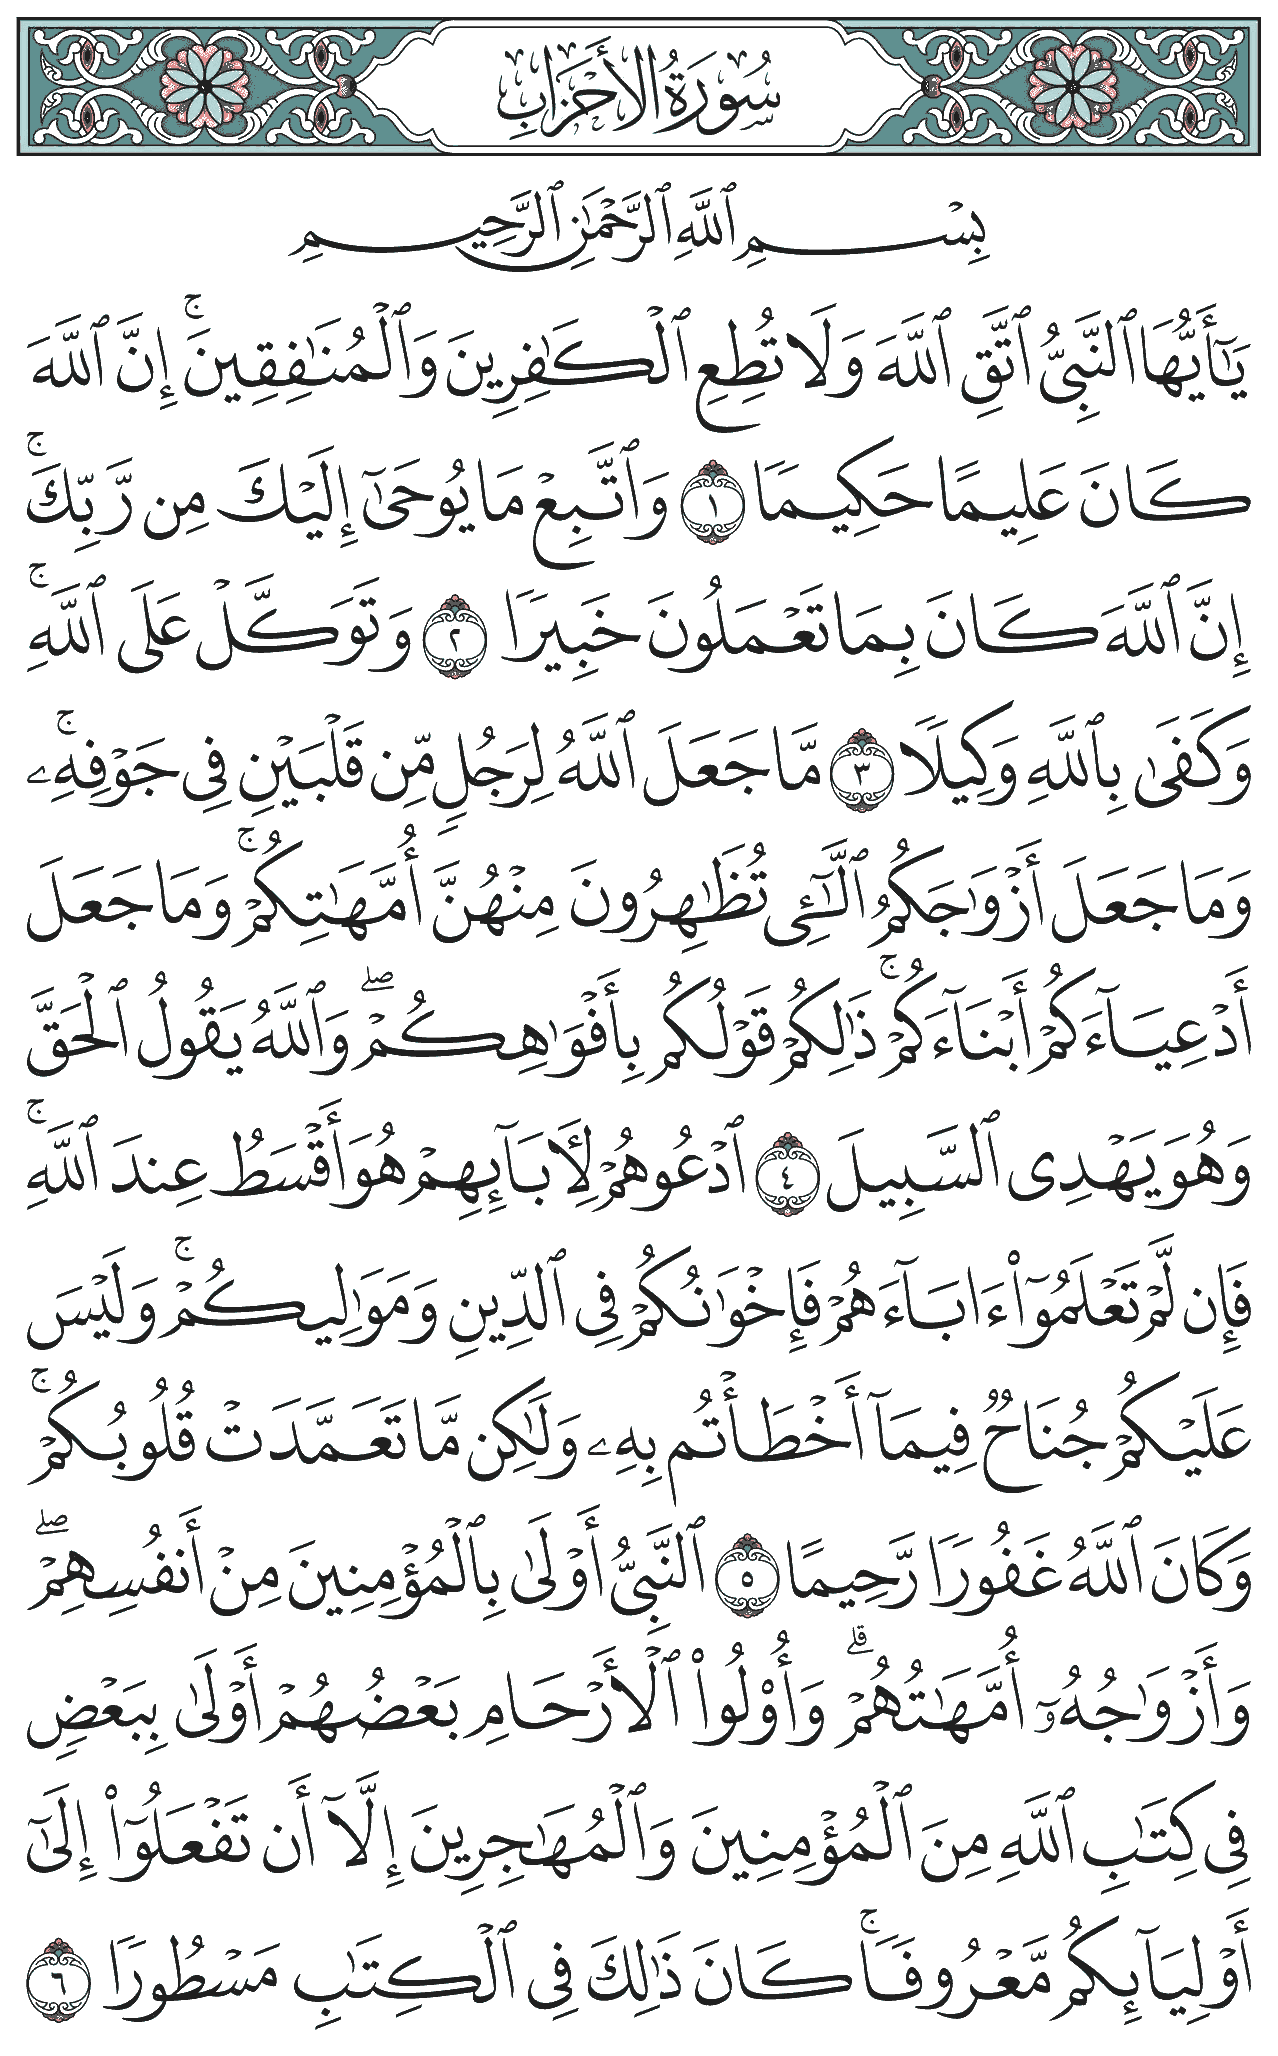 سُورَةُ الأَحْزَابِ
بِسْمِ ٱللَّهِ ٱلرَّحْمَٰنِ ٱلرَّحِيمِ
يَٰٓأَيُّهَا ٱلنَّبِىُّ ٱتَّقِ ٱللَّهَ وَلَا تُطِعِ ٱلْكَٰفِرِينَ وَٱلْمُنَٰفِقِينَۚ إِنَّ ٱللَّهَ
كَانَ عَلِيمًا حَكِيمًا ١ وَٱتَّبِعْ مَا يُوحَىٰٓ إِلَيْكَ مِن رَّبِّكَۚ
إِنَّ ٱللَّهَ كَانَ بِمَا تَعْمَلُونَ خَبِيرًا ٢ وَتَوَكَّلْ عَلَى ٱللَّهِۚ
وَكَفَىٰ بِٱللَّهِ وَكِيلًا ٣ مَّا جَعَلَ ٱللَّهُ لِرَجُلٍ مِّن قَلْبَيْنِ فِى جَوْفِهِۦۚ
وَمَا جَعَلَ أَزْوَٰجَكُمُ ٱلَّٰٓـِٔى تُظَٰهِرُونَ مِنْهُنَّ أُمَّهَٰتِكُمْۚ وَمَا جَعَلَ
أَدْعِيَآءَكُمْ أَبْنَآءَكُمْۚ ذَٰلِكُمْ قَوْلُكُم بِأَفْوَٰهِكُمْۖ وَٱللَّهُ يَقُولُ ٱلْحَقَّ
وَهُوَ يَهْدِى ٱلسَّبِيلَ ٤ ٱدْعُوهُمْ لِءَابَآئِهِمْ هُوَ أَقْسَطُ عِندَ ٱللَّهِۚ
فَإِن لَّمْ تَعْلَمُوٓا۟ ءَابَآءَهُمْ فَإِخْوَٰنُكُمْ فِى ٱلدِّينِ وَمَوَٰلِيكُمْۚ وَلَيْسَ
عَلَيْكُمْ جُنَاحٌ فِيمَآ أَخْطَأْتُم بِهِۦ وَلَٰكِن مَّا تَعَمَّدَتْ قُلُوبُكُمْۚ
وَكَانَ ٱللَّهُ غَفُورًا رَّحِيمًا ٥ ٱلنَّبِىُّ أَوْلَىٰ بِٱلْمُؤْمِنِينَ مِنْ أَنفُسِهِمْۖ
وَأَزْوَٰجُهُۥٓ أُمَّهَٰتُهُمْۗ وَأُو۟لُوا۟ ٱلْأَرْحَامِ بَعْضُهُمْ أَوْلَىٰ بِبَعْضٍ
فِى كِتَٰبِ ٱللَّهِ مِنَ ٱلْمُؤْمِنِينَ وَٱلْمُهَٰجِرِينَ إِلَّآ أَن تَفْعَلُوٓا۟ إِلَىٰٓ
أَوْلِيَآئِكُم مَّعْرُوفًاۚ كَانَ ذَٰلِكَ فِى ٱلْكِتَٰبِ مَسْطُورًا ٦